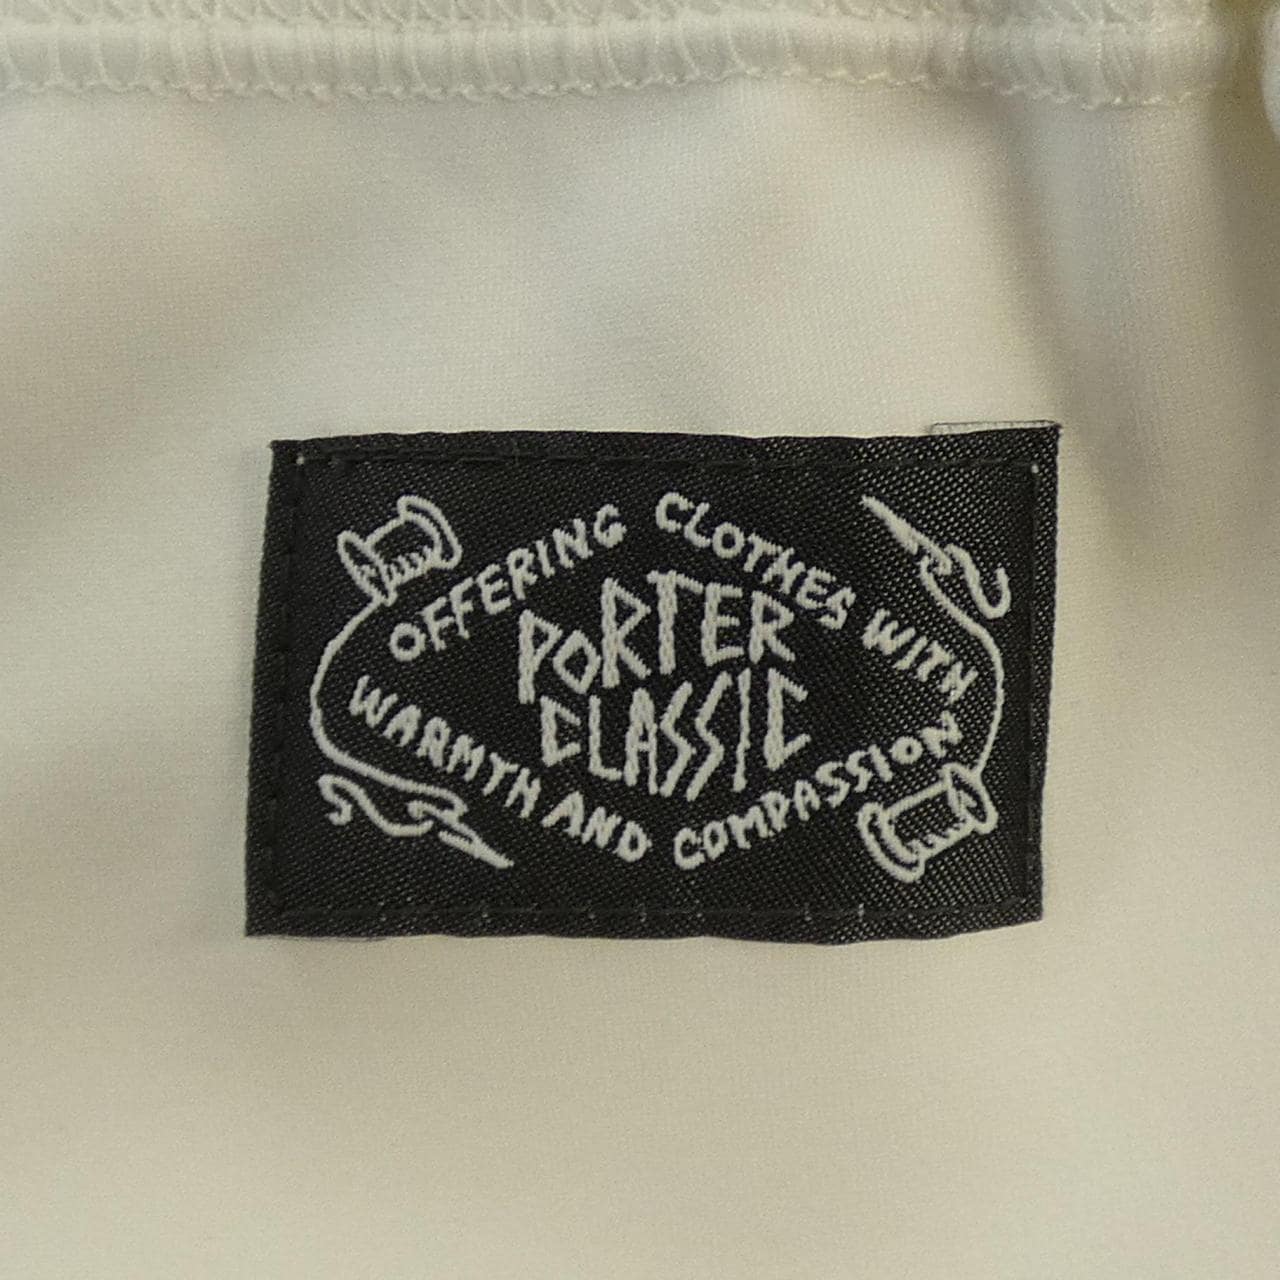 OFFERING CLOTHES WITH
PORTER
CLASSIC
WARMTH AND COMPASSION